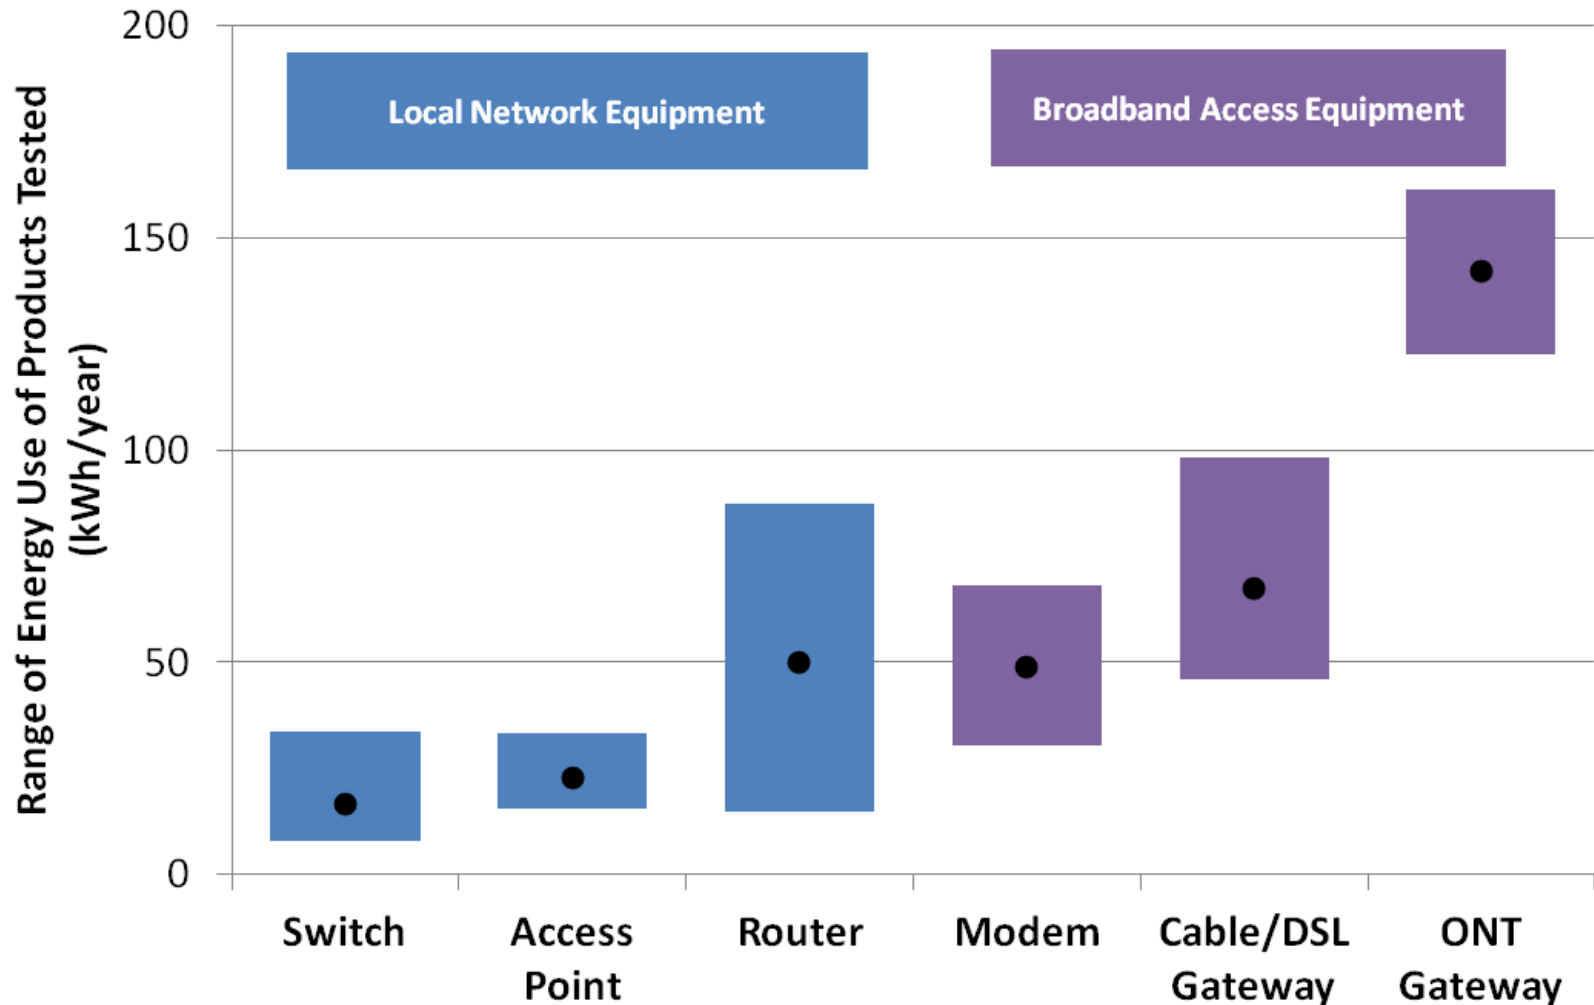 Range of Energy Use of Products Tested
(kWh/year)
200
150
100
50
0
Local Network Equipment
Broadband Access Equipment
Switch
Access
Point
Router
Modem
Cable/DSL
Gateway
ONT
Gateway